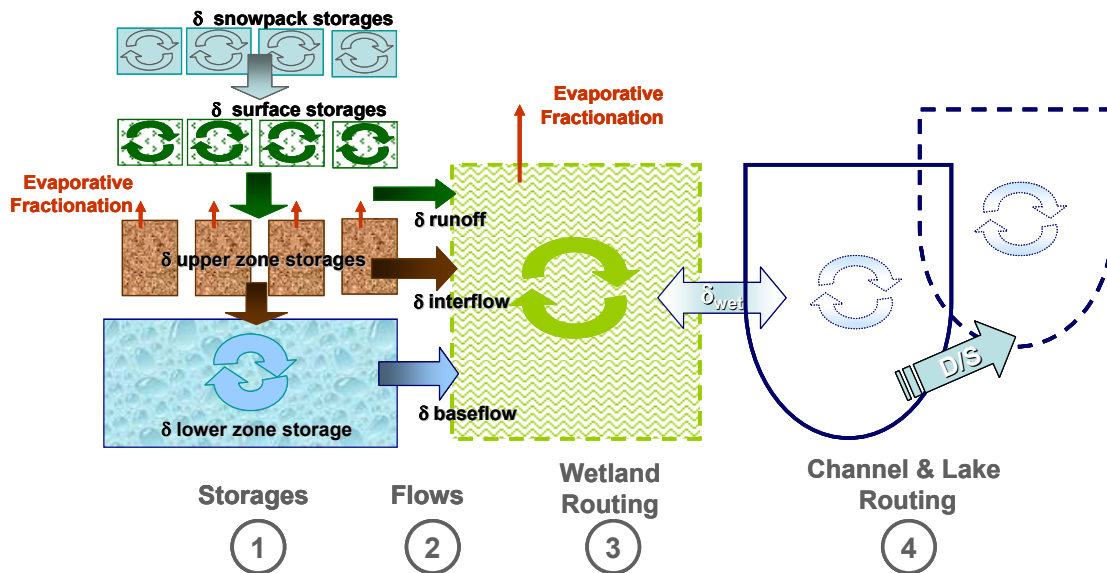 δ snowpack storages
δ surface storages
Evaporative
Fractionation
δ upper zone storages
δ lower zone storage
δ runoff
δ interflow
δ baseflow
Evaporative
Fractionation
δwet
D/S
Storages
1
Flows
2
Wetland
Routing
3
Channel & Lake
Routing
4